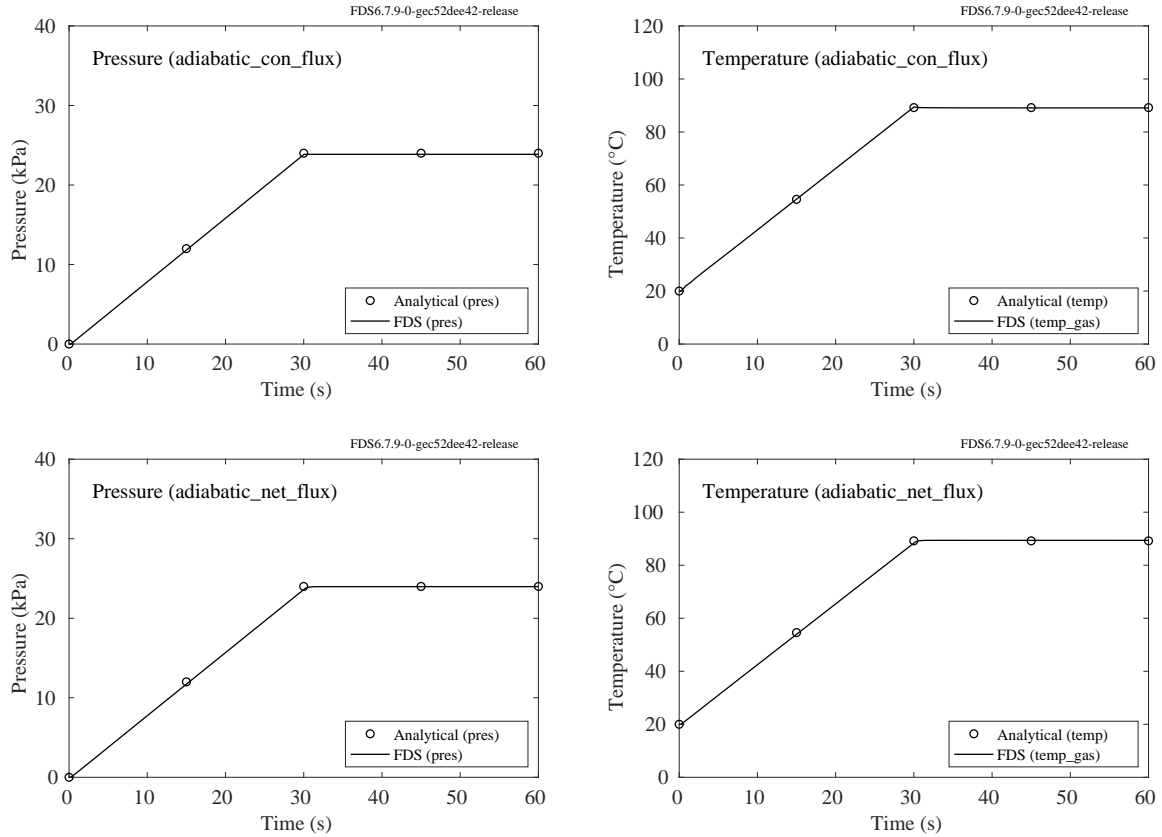 FDS6.7.9-0-gec52dee42-release
Pressure (adiabatic_con_flux)
40
30
20
10
0
Pressure (kPa)
Analytical (pres)
FDS (pres)
0 10 20 30 40 50 60
Time (s)
FDS6.7.9-0-gec52dee42-release
Temperature (adiabatic_con_flux)
120
100
80
60
40
20
0
Temperature (°C)
Analytical (temp)
FDS (temp_gas)
0 10 20 30 40 50 60
Time (s)
FDS6.7.9-0-gec52dee42-release
Pressure (adiabatic_net_flux)
40
30
20
10
0
Pressure (kPa)
Analytical (pres)
FDS (pres)
0 10 20 30 40 50 60
Time (s)
FDS6.7.9-0-gec52dee42-release
Temperature (adiabatic_net_flux)
120
100
80
60
40
20
0
Temperature (°C)
Analytical (temp)
FDS (temp_gas)
0 10 20 30 40 50 60
Time (s)